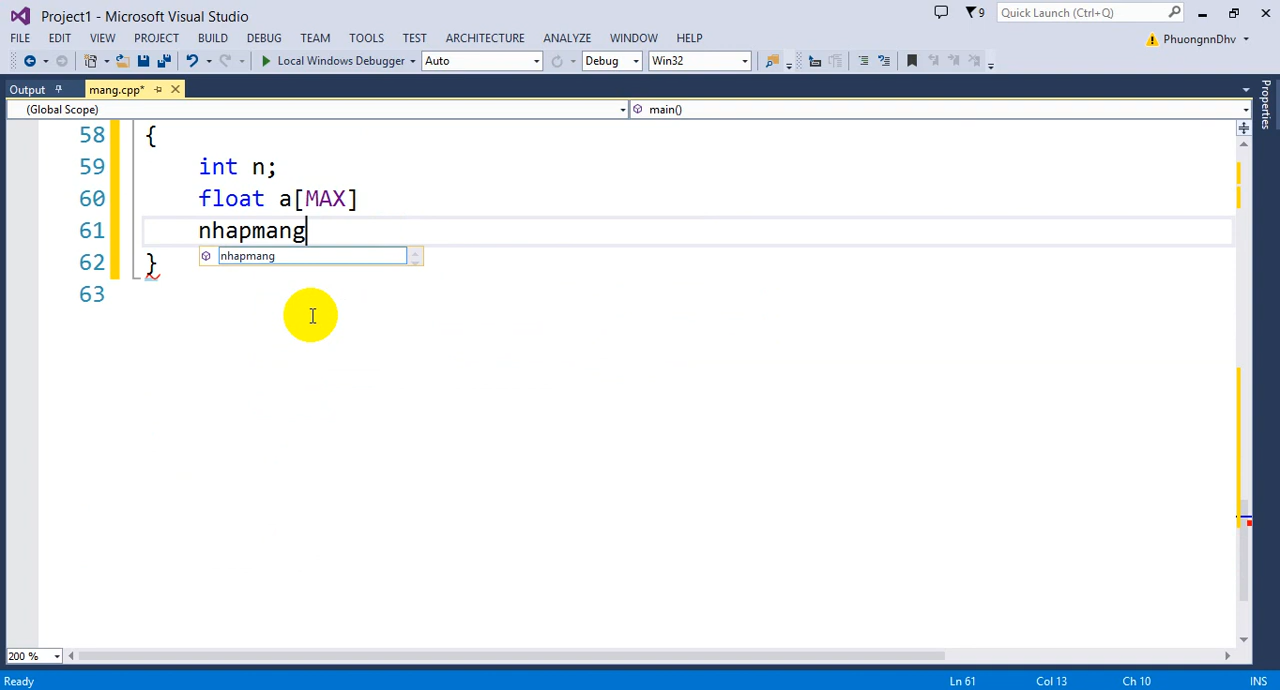 Project1 - Microsoft Visual Studio
9
Quick Launch (Ctrl+Q)
FILE EDIT VIEW PROJECT BUILD DEBUG TEAM TOOLS TEST ARCHITECTURE ANALYZE WINDOW HELP
PhuongnnDhv
Local Windows Debugger Auto Debug Win32
Output mang.cpp*
(Global Scope) main()
Properties
58 {
59 int n;
60 float a[MAX]
61 nhapmang
nhapmang
62 }
63
200 %
Ready Ln 61 Col 13 Ch 10 INS